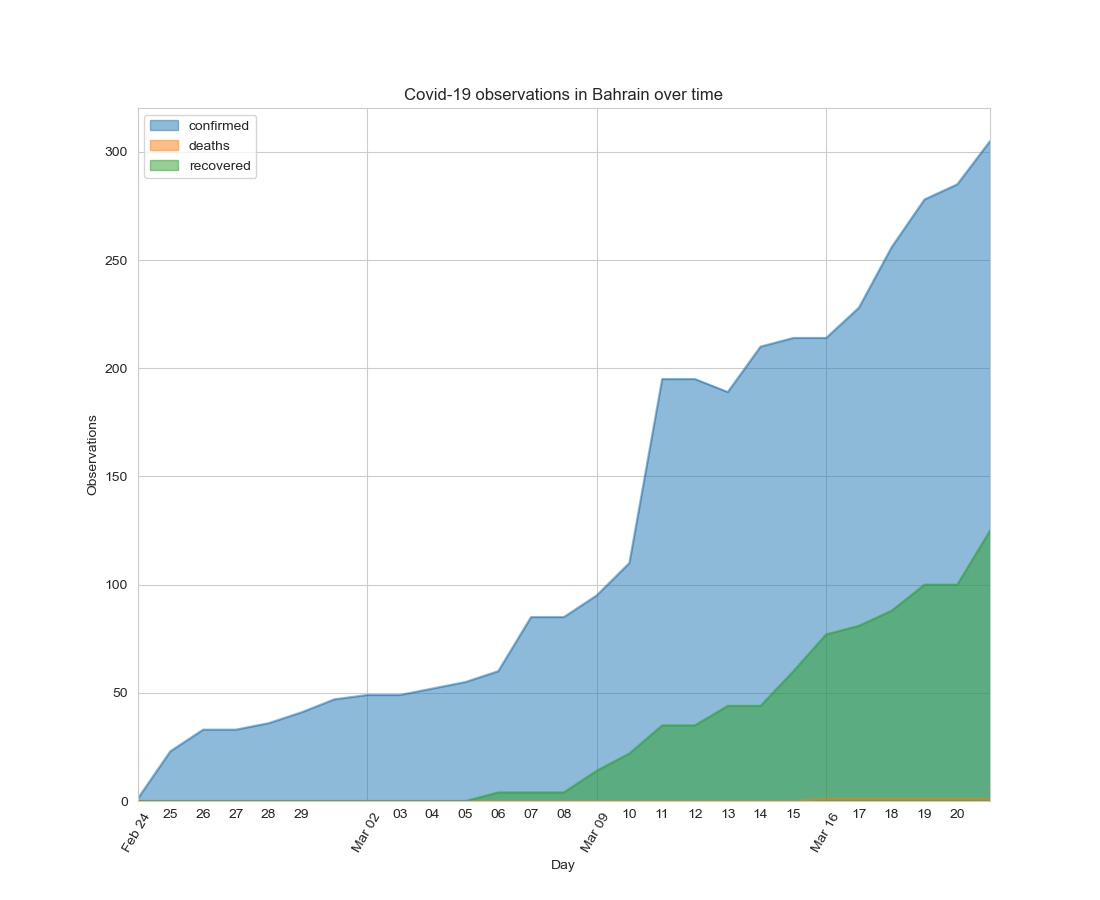 Covid-19 observations in Bahrain over time
confirmed
deaths
recovered
300
250
200
150
100
50
0
Observations
Feb 24 25 26 27 28 29 Mar 02 03 04 05 06 07 08 Mar 09 10 11 12 13 14 15 Mar 16 17 18 19 20
Day